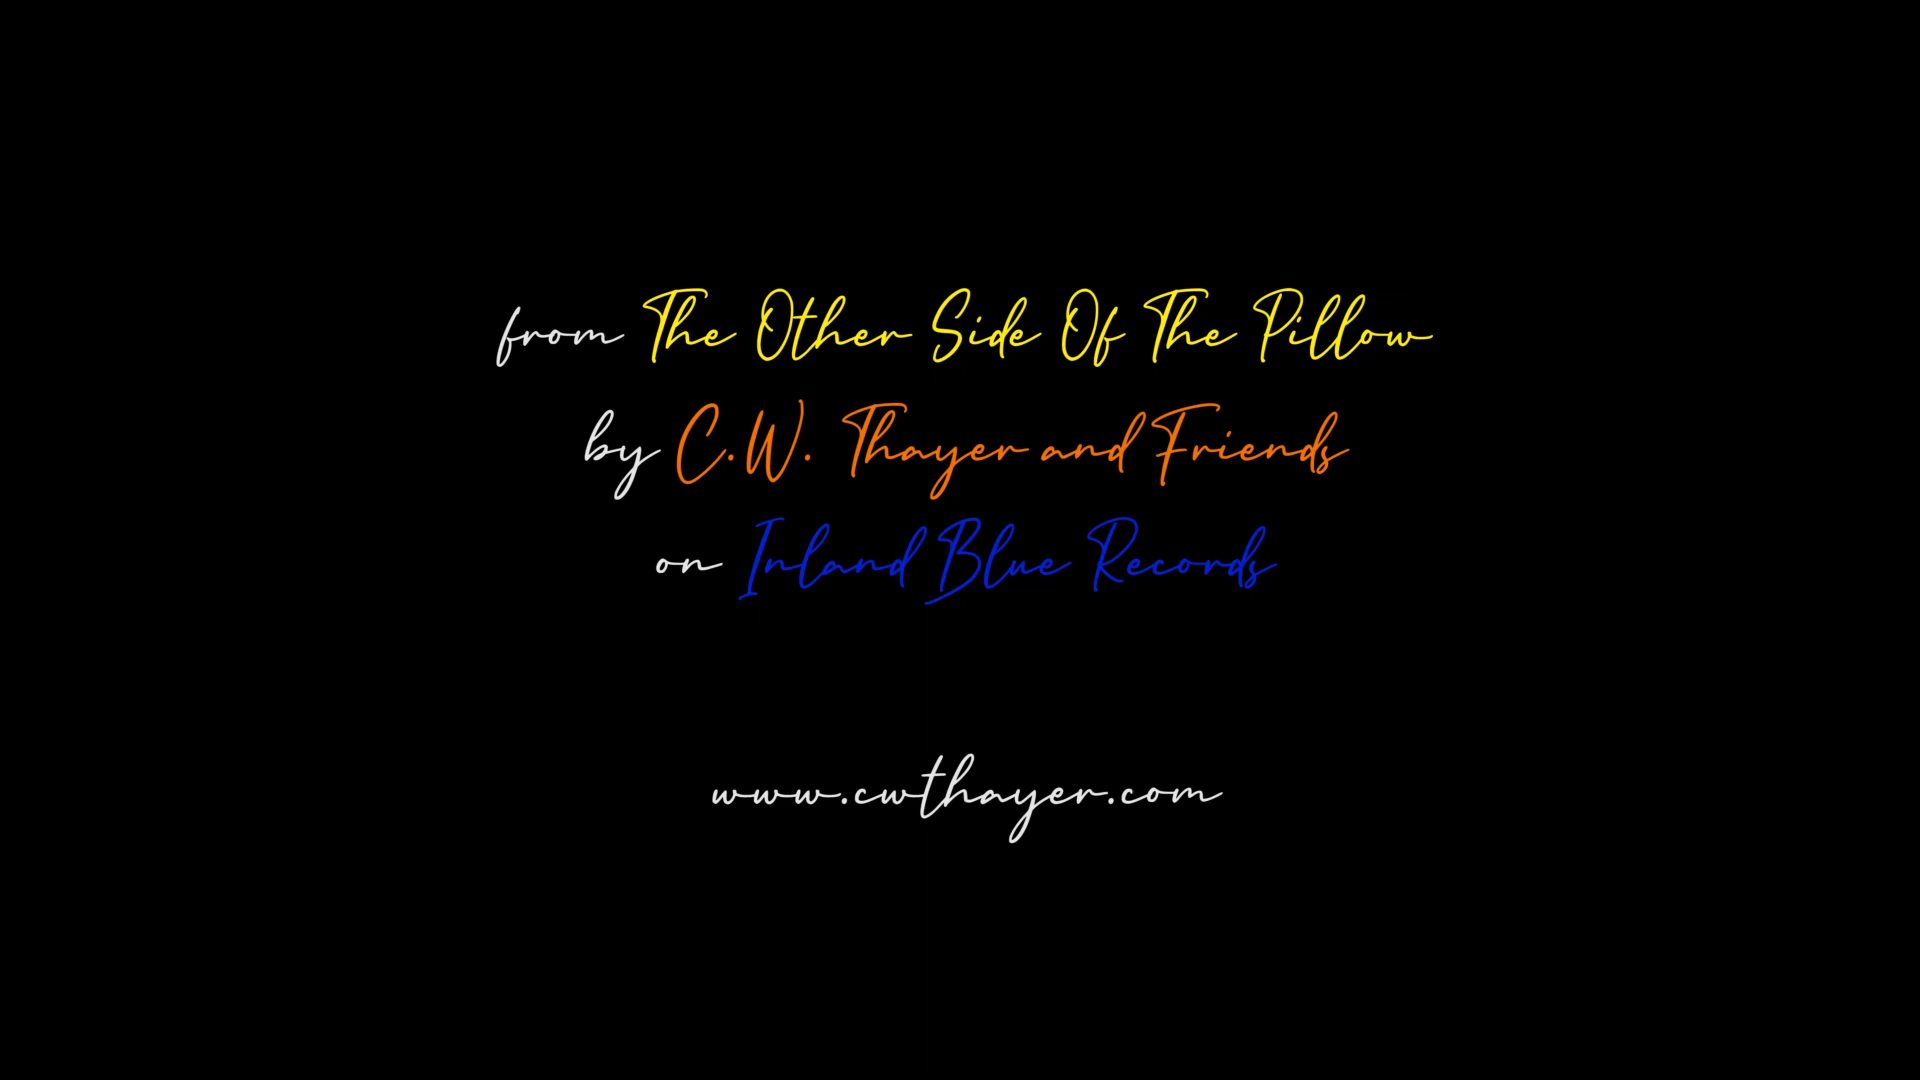 from The Other Side Of The Pillow
by C.W. Thayer and Friends
on Inland Blue Records
www.cwthayer.com